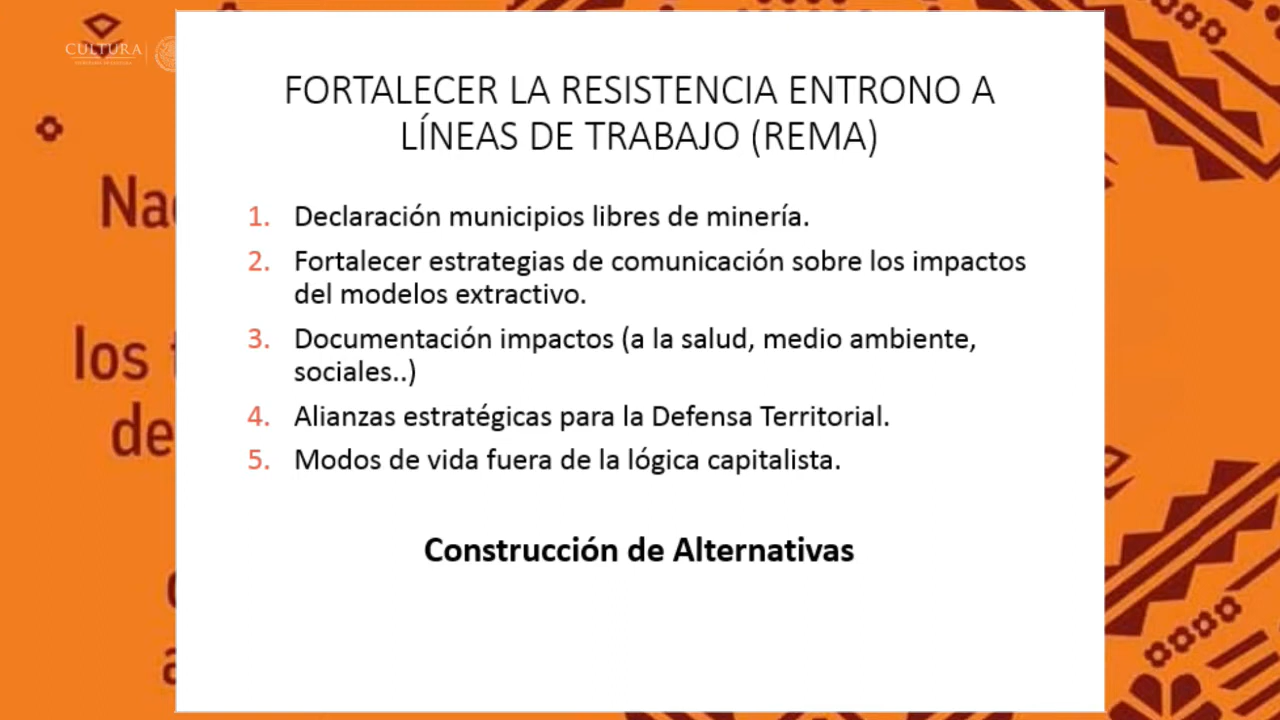 CULTURA
FORTALECER LA RESISTENCIA ENTRONO A
LÍNEAS DE TRABAJO (REMA)
1. Declaración municipios libres de minería.
2. Fortalecer estrategias de comunicación sobre los impactos
del modelos extractivo.
3. Documentación impactos (a la salud, medio ambiente,
sociales..)
4. Alianzas estratégicas para la Defensa Territorial.
5. Modos de vida fuera de la lógica capitalista.
Construcción de Alternativas
los